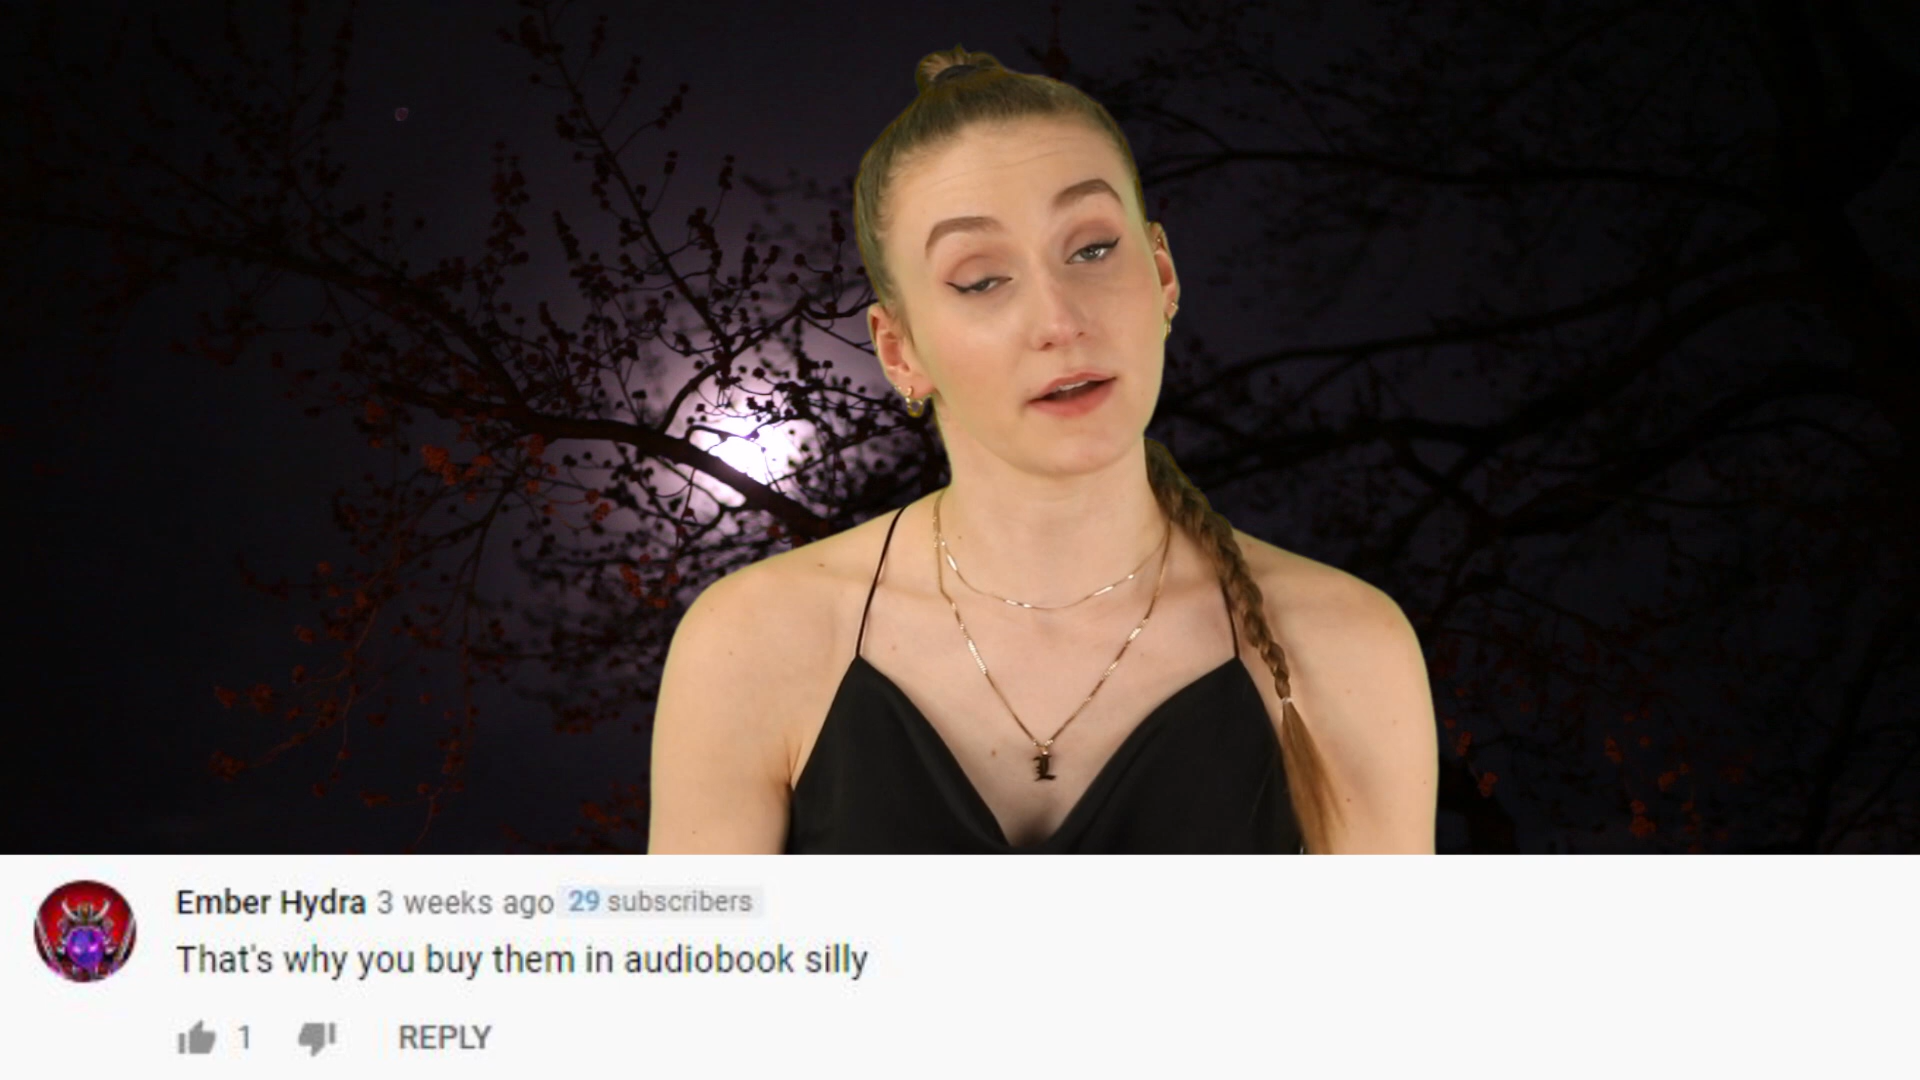 Ember Hydra 3 weeks ago 29 subscribers
That's why you buy them in audiobook silly
1 REPLY
L